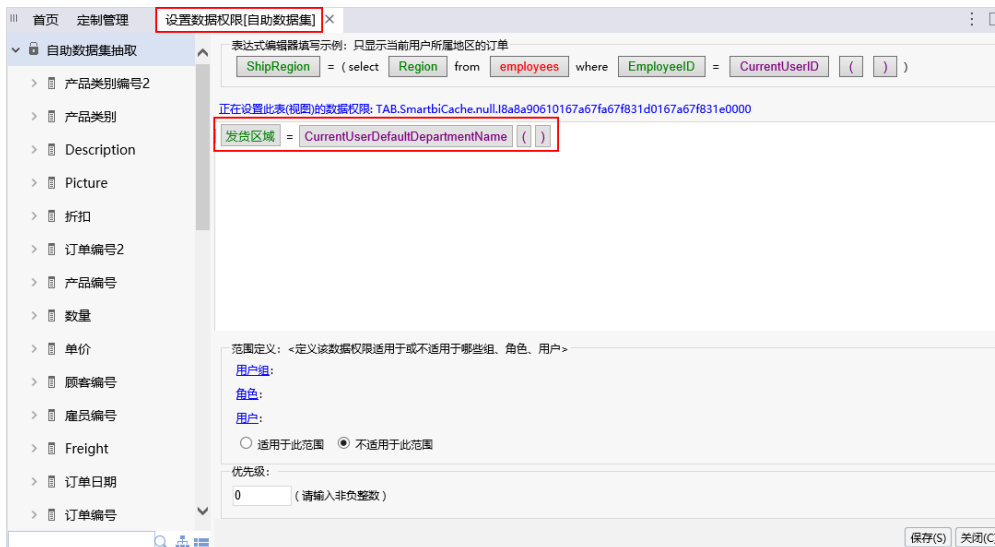 首页 定制管理 设置数据权限[自助数据集] ×
自助数据集抽取
产品类别编号2
产品类别
Description
Picture
折扣
订单编号2
产品编号
数量
单价
顾客编号
雇员编号
Freight
订单日期
订单编号
表达式编辑器填写示例：只显示当前用户所属地区的订单
ShipRegion = ( select Region from employees where EmployeeID = CurrentUserID ( ) )
正在设置此表(视图)的数据权限: TAB.SmartbiCache.null.I8a8a90610167a67fa67f831d0167a67f831e0000
发货区域 = CurrentUserDefaultDepartmentName ( )
范围定义：<定义该数据权限适用于或不适用于哪些组、角色、用户>
用户组:
角色:
用户:
适用于此范围 不适用于此范围
优先级:
0 ( 请输入非负整数 )
保存(S) 关闭(C